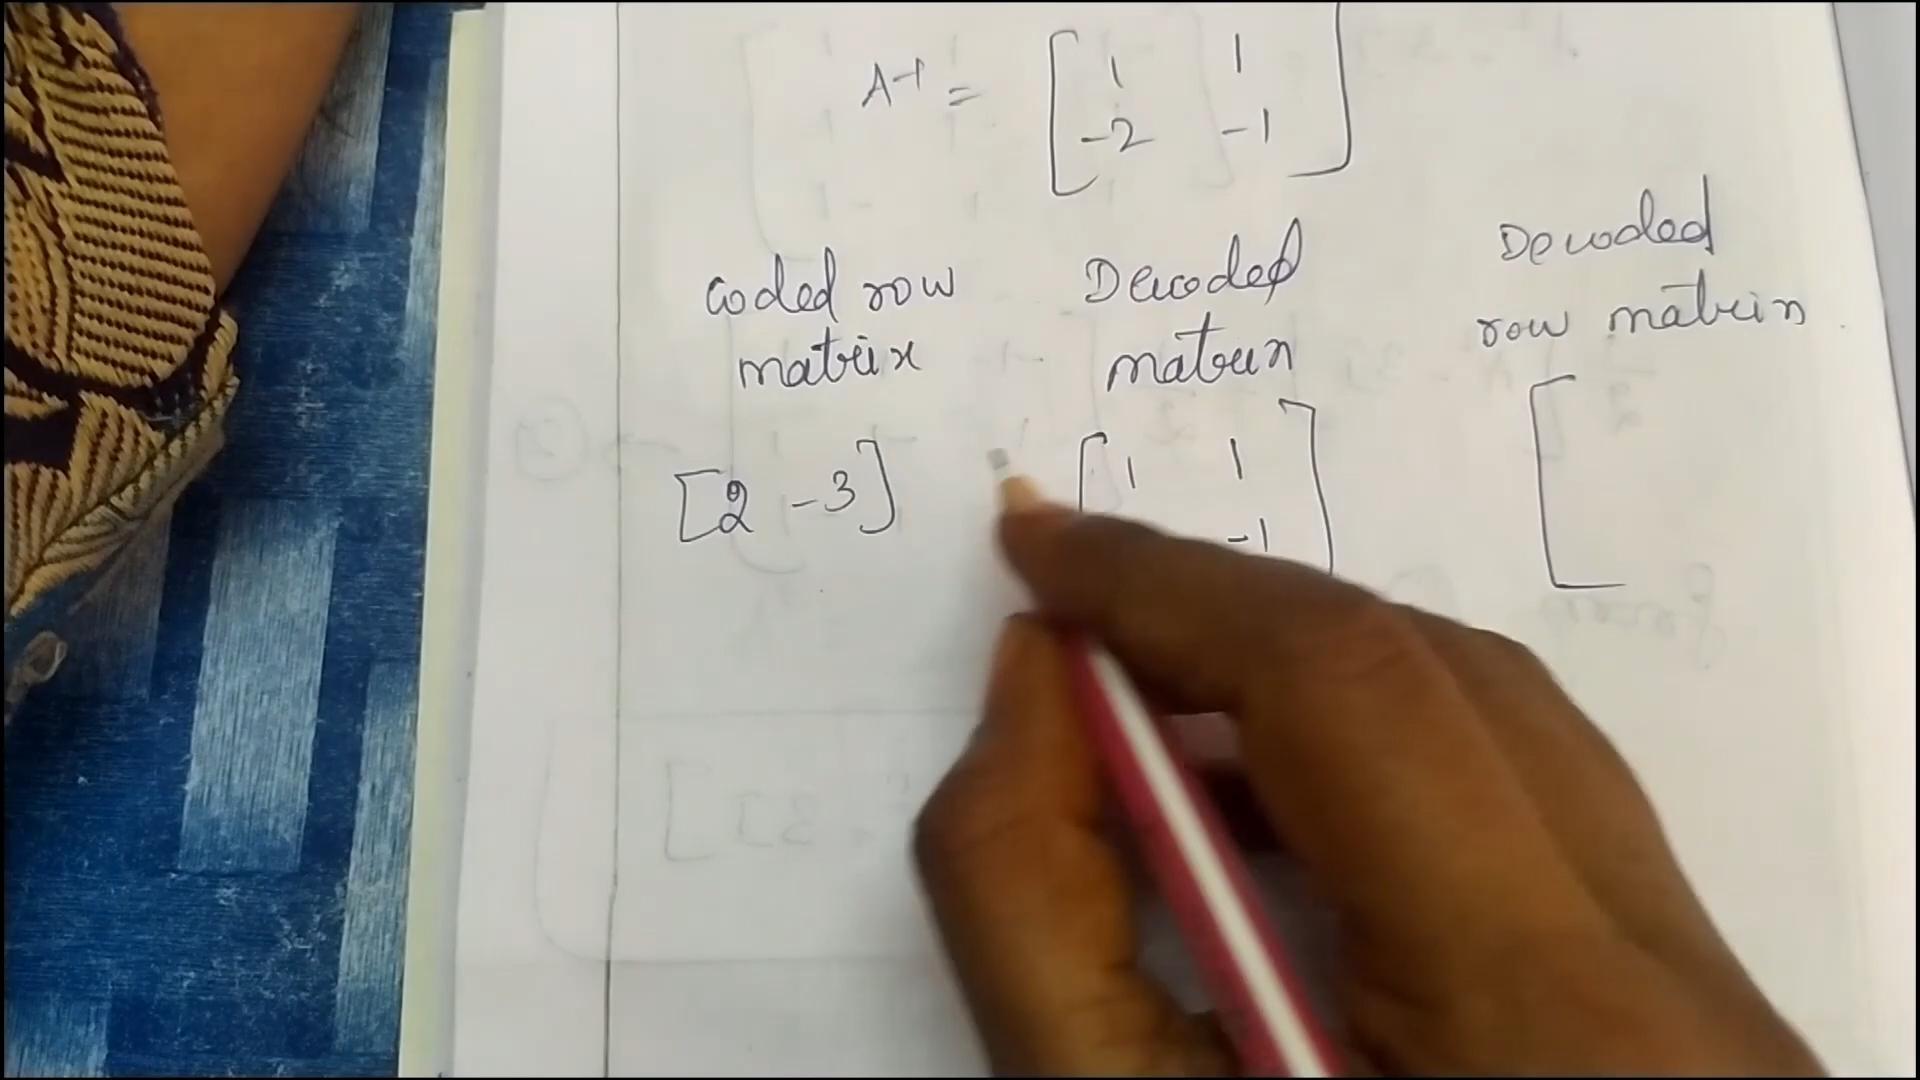 A-1 = [ 1 1
-2 -1 ]
Coded row
matrix
Decoded
matrix
Decoded
row matrix.
[2 -3]
[ 1 1
-1 ]
[